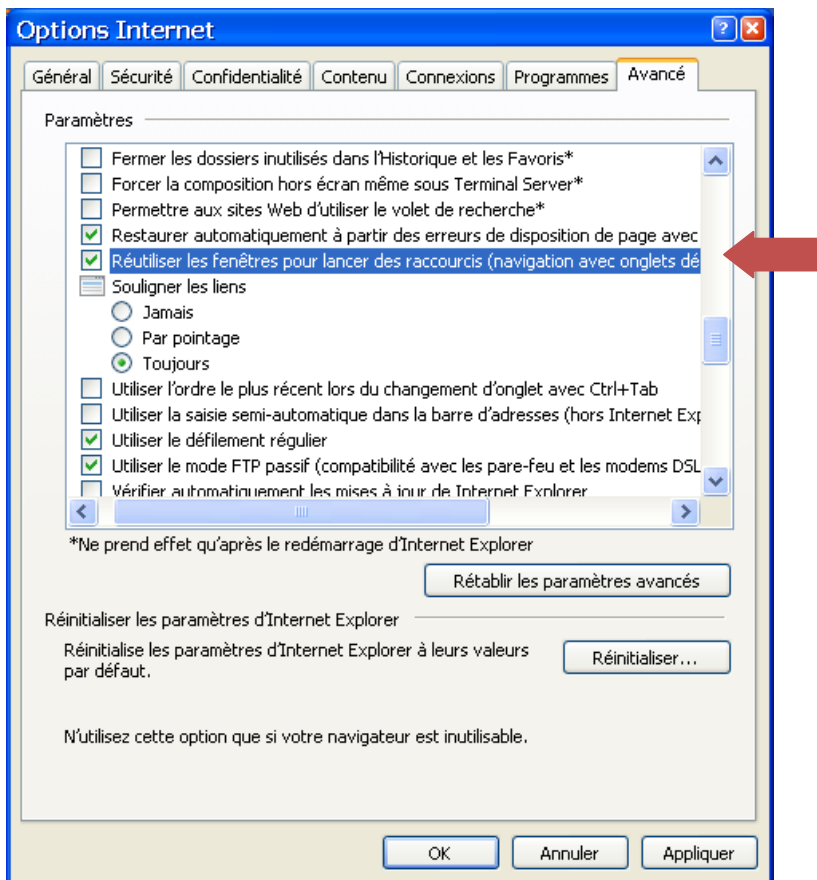 Options Internet
Général Sécurité Confidentialité Contenu Connexions Programmes Avancé
Paramètres
Fermer les dossiers inutilisés dans l'Historique et les Favoris*
Forcer la composition hors écran même sous Terminal Server*
Permettre aux sites Web d'utiliser le volet de recherche*
Restaurer automatiquement à partir des erreurs de disposition de page avec
Réutiliser les fenêtres pour lancer des raccourcis (navigation avec onglets dé
Souligner les liens
Jamais
Par pointage
Toujours
Utiliser l'ordre le plus récent lors du changement d'onglet avec Ctrl+Tab
Utiliser la saisie semi-automatique dans la barre d'adresses (hors Internet Exp
Utiliser le défilement régulier
Utiliser le mode FTP passif (compatibilité avec les pare-feu et les modems DSL
Vérifier automatiquement les mises à jour de Internet Explorer
*Ne prend effet qu'après le redémarrage d'Internet Explorer
Rétablir les paramètres avancés
Réinitialiser les paramètres d'Internet Explorer
Réinitialise les paramètres d'Internet Explorer à leurs valeurs
par défaut.
Réinitialiser...
N'utilisez cette option que si votre navigateur est inutilisable.
OK Annuler Appliquer